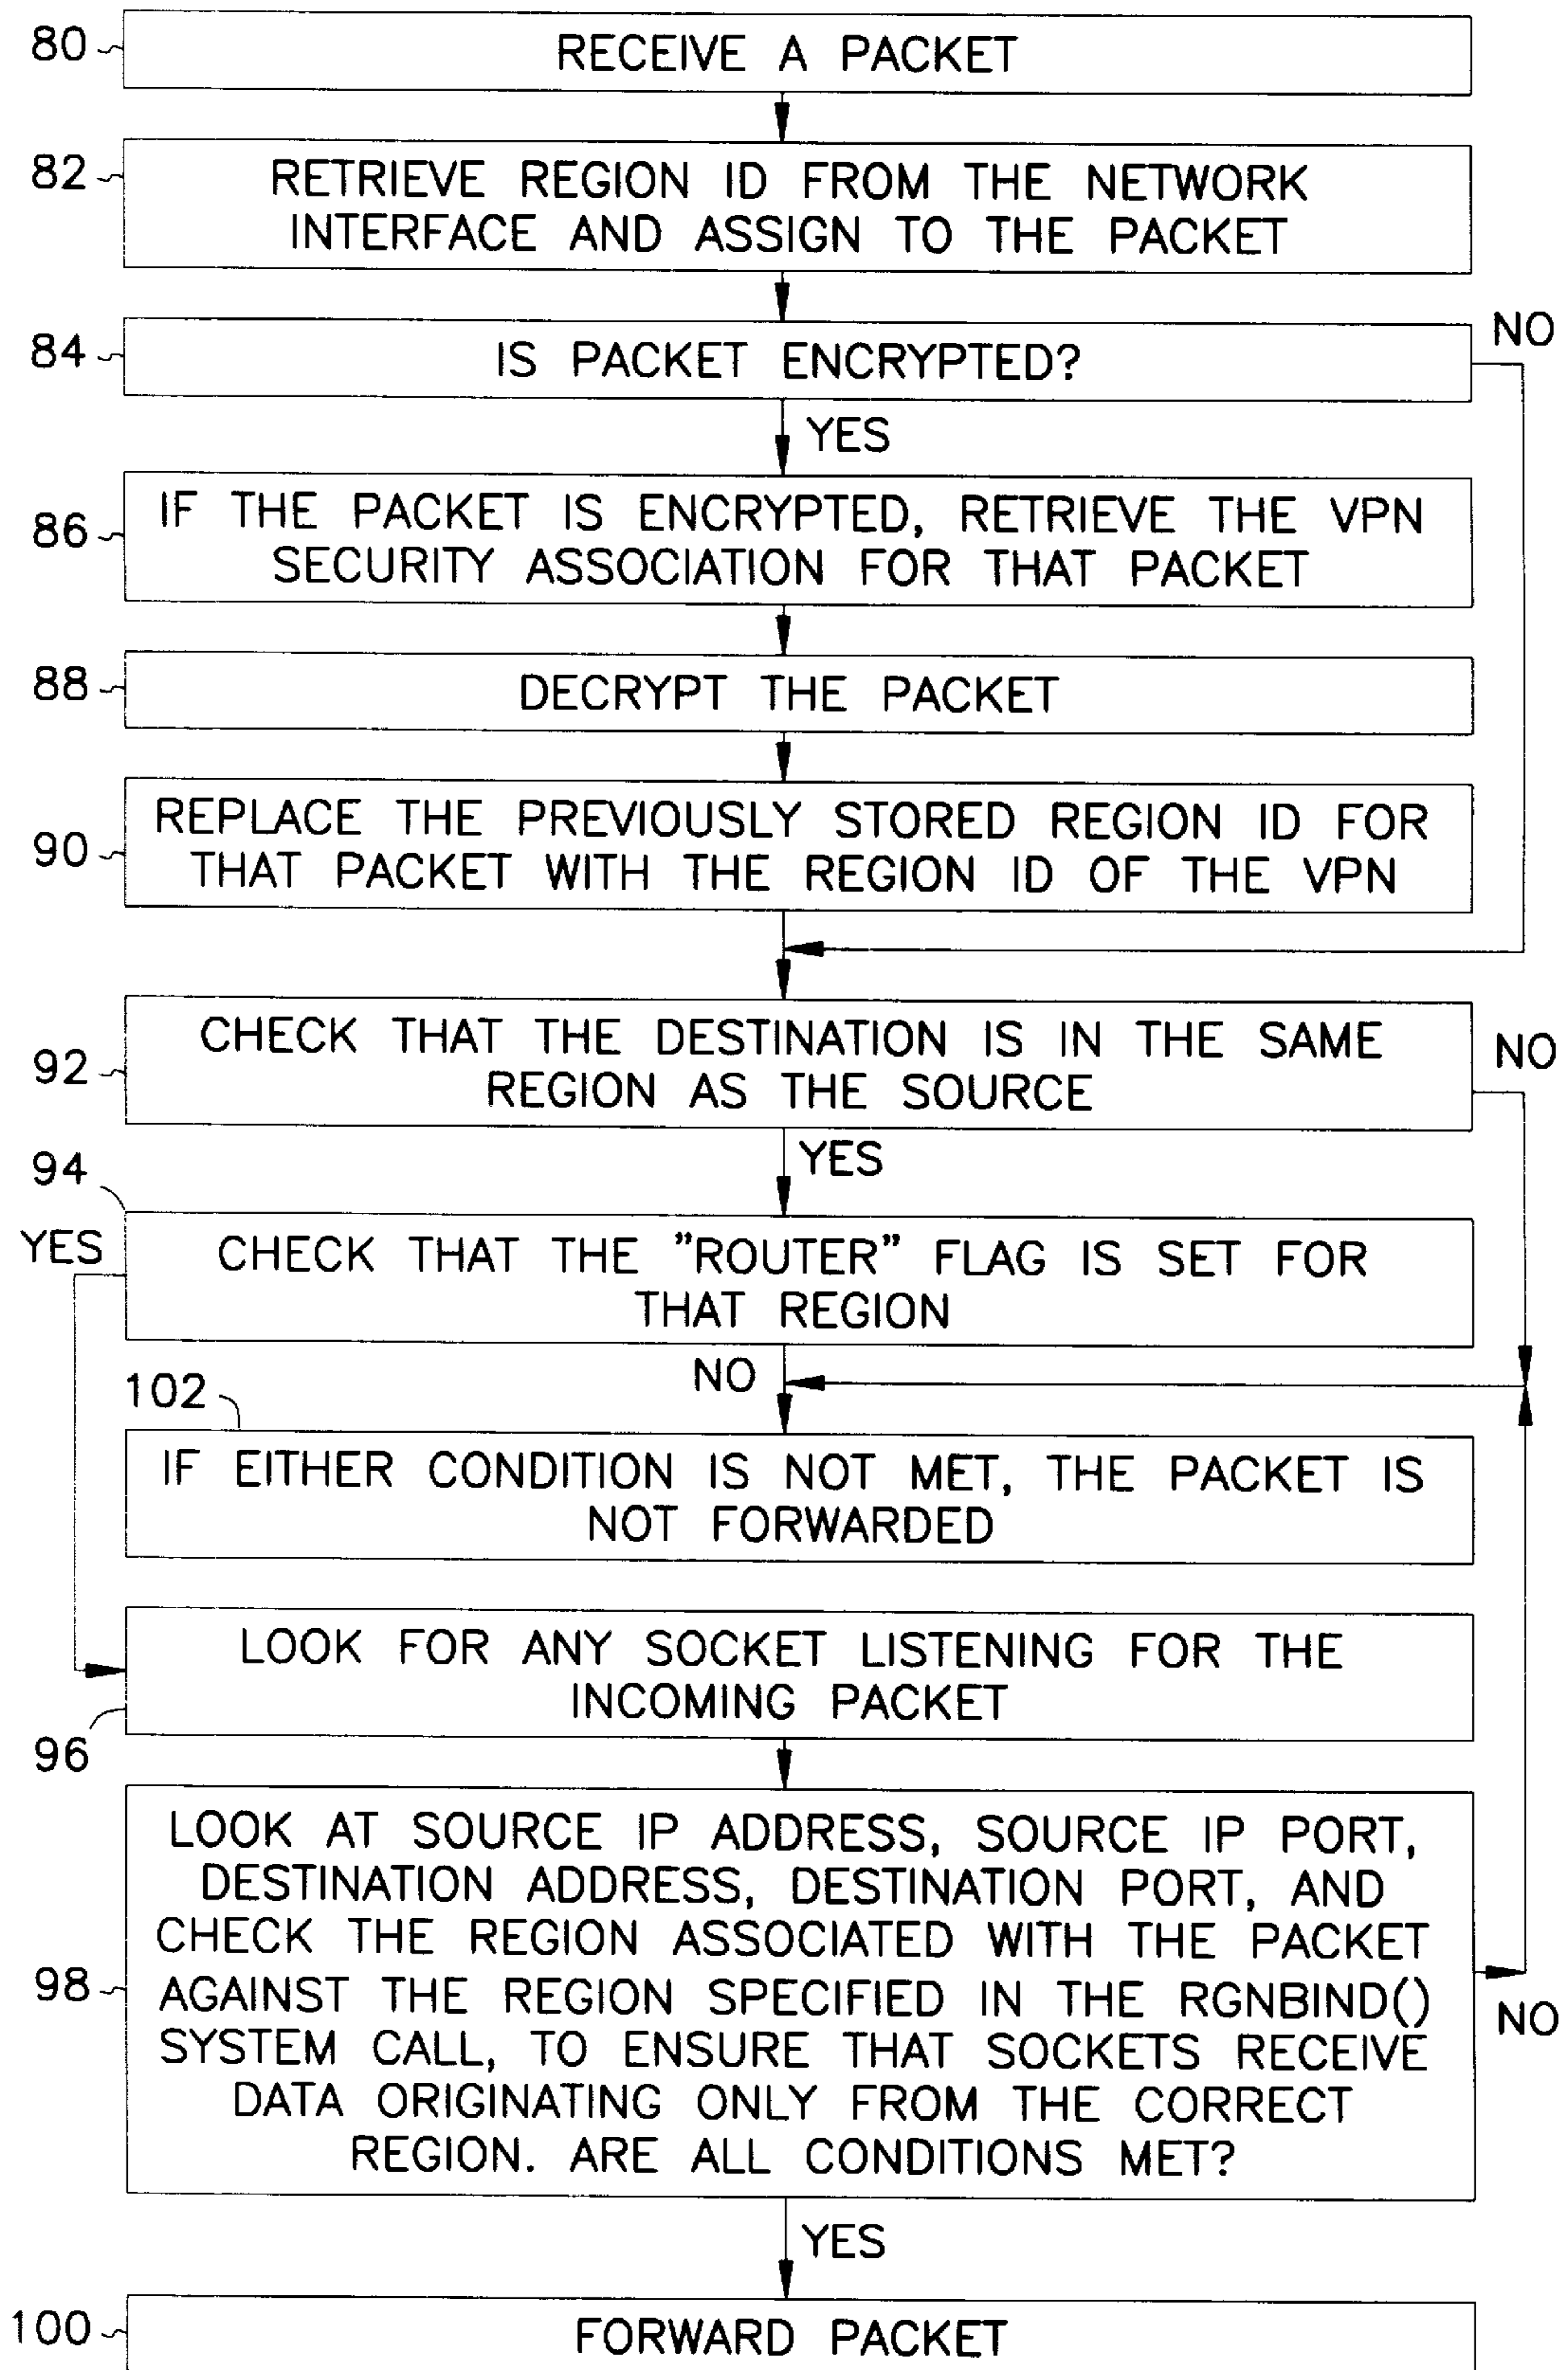 80
RECEIVE A PACKET
82
RETRIEVE REGION ID FROM THE NETWORK
INTERFACE AND ASSIGN TO THE PACKET
NO
84
IS PACKET ENCRYPTED?
YES
86
IF THE PACKET IS ENCRYPTED, RETRIEVE THE VPN
SECURITY ASSOCIATION FOR THAT PACKET
88
DECRYPT THE PACKET
90
REPLACE THE PREVIOUSLY STORED REGION ID FOR
THAT PACKET WITH THE REGION ID OF THE VPN
92
CHECK THAT THE DESTINATION IS IN THE SAME
REGION AS THE SOURCE
NO
YES
94
YES
CHECK THAT THE "ROUTER" FLAG IS SET FOR
THAT REGION
NO
102
IF EITHER CONDITION IS NOT MET, THE PACKET IS
NOT FORWARDED
LOOK FOR ANY SOCKET LISTENING FOR THE
INCOMING PACKET
96
LOOK AT SOURCE IP ADDRESS, SOURCE IP PORT,
DESTINATION ADDRESS, DESTINATION PORT, AND
CHECK THE REGION ASSOCIATED WITH THE PACKET
98
AGAINST THE REGION SPECIFIED IN THE RGNBIND()
SYSTEM CALL, TO ENSURE THAT SOCKETS RECEIVE
DATA ORIGINATING ONLY FROM THE CORRECT
REGION. ARE ALL CONDITIONS MET?
NO
YES
100
FORWARD PACKET